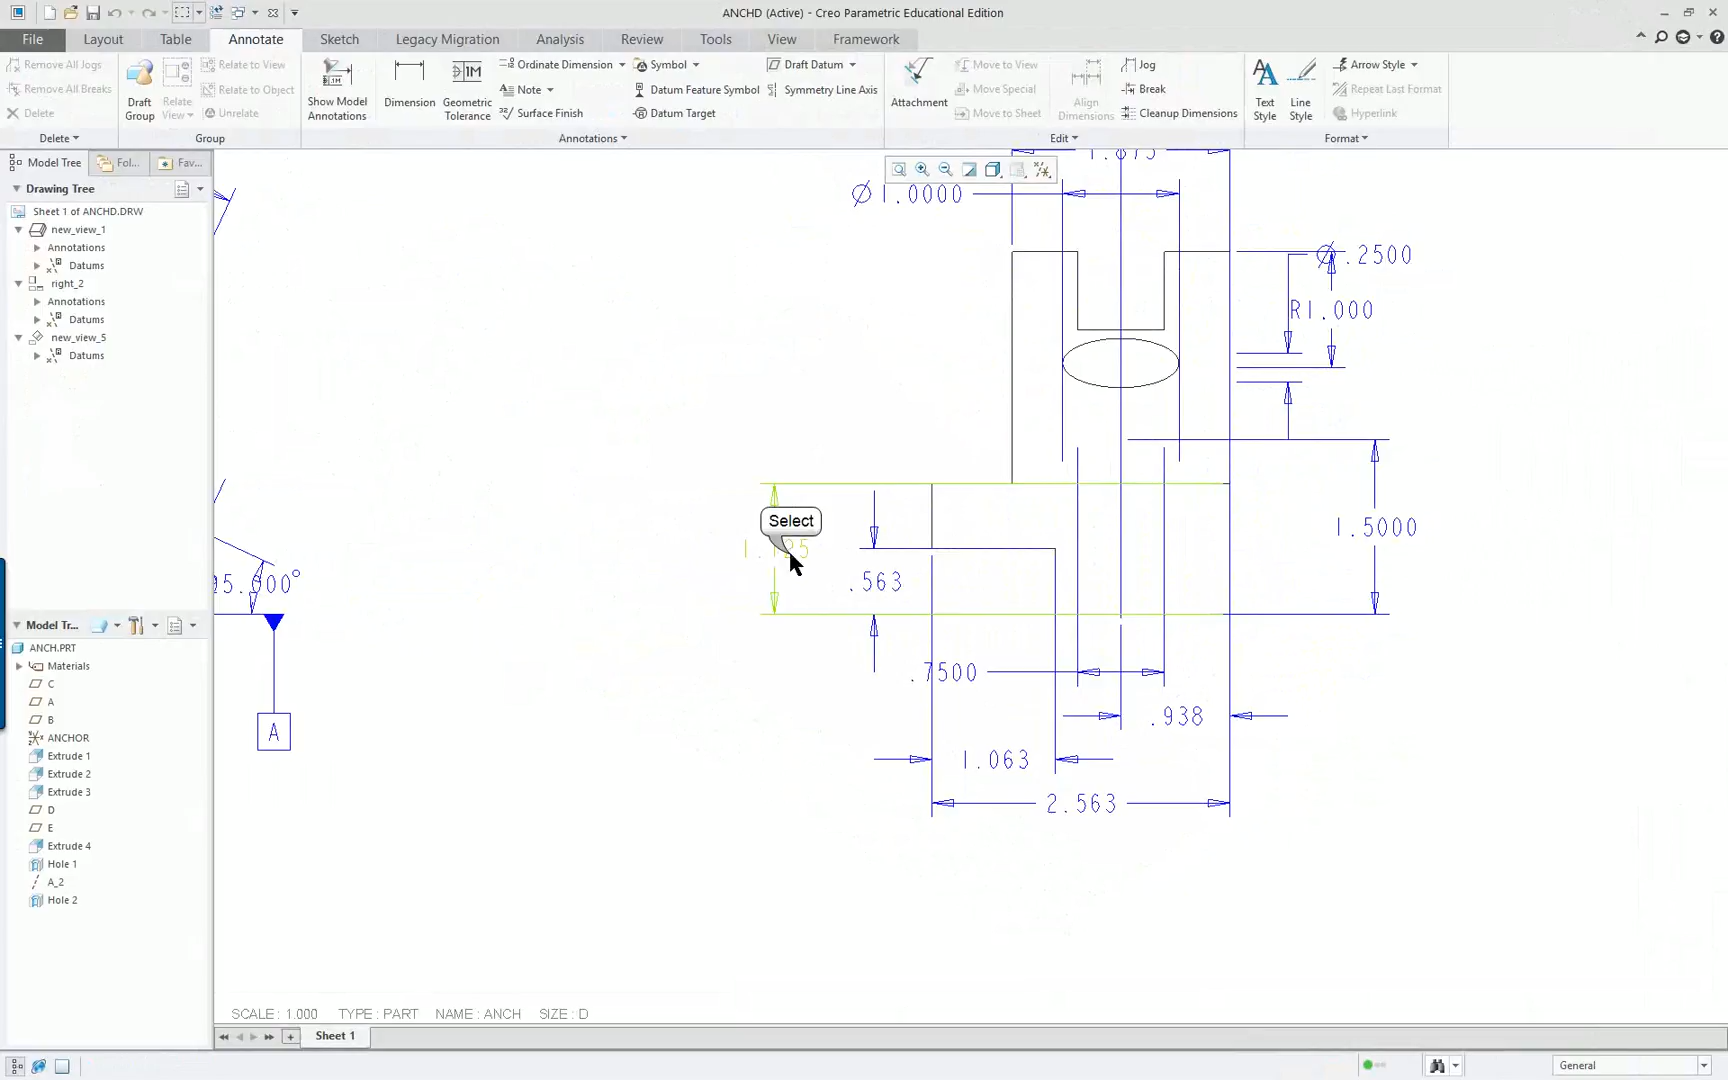 ANCHD (Active) - Creo Parametric Educational Edition
File Layout Table Annotate Sketch Legacy Migration Analysis Review Tools View Framework
Remove All Jogs
Remove All Breaks
Delete
Delete
Draft Group
Relate View
Relate to View
Relate to Object
Unrelate
Group
Show Model Annotations
Dimension
Geometric Tolerance
Ordinate Dimension
Note
Surface Finish
Symbol
Datum Feature Symbol
Datum Target
Draft Datum
Symmetry Line Axis
Annotations
Attachment
Move to View
Move Special
Move to Sheet
Align Dimensions
Jog
Break
Cleanup Dimensions
Edit
Text Style
Line Style
Arrow Style
Repeat Last Format
Hyperlink
Format
Model Tree Fol... Fav...
Drawing Tree
Sheet 1 of ANCHD.DRW
new_view_1
Annotations
Datums
right_2
Annotations
Datums
new_view_5
Datums
Model Tr...
ANCH.PRT
Materials
C
A
B
ANCHOR
Extrude 1
Extrude 2
Extrude 3
D
E
Extrude 4
Hole 1
A_2
Hole 2
Ø1.0000
Ø.2500
R1.000
Select
1.5000
.563
.7500
.938
1.063
2.563
A
SCALE : 1.000 TYPE : PART NAME : ANCH SIZE : D
Sheet 1
General